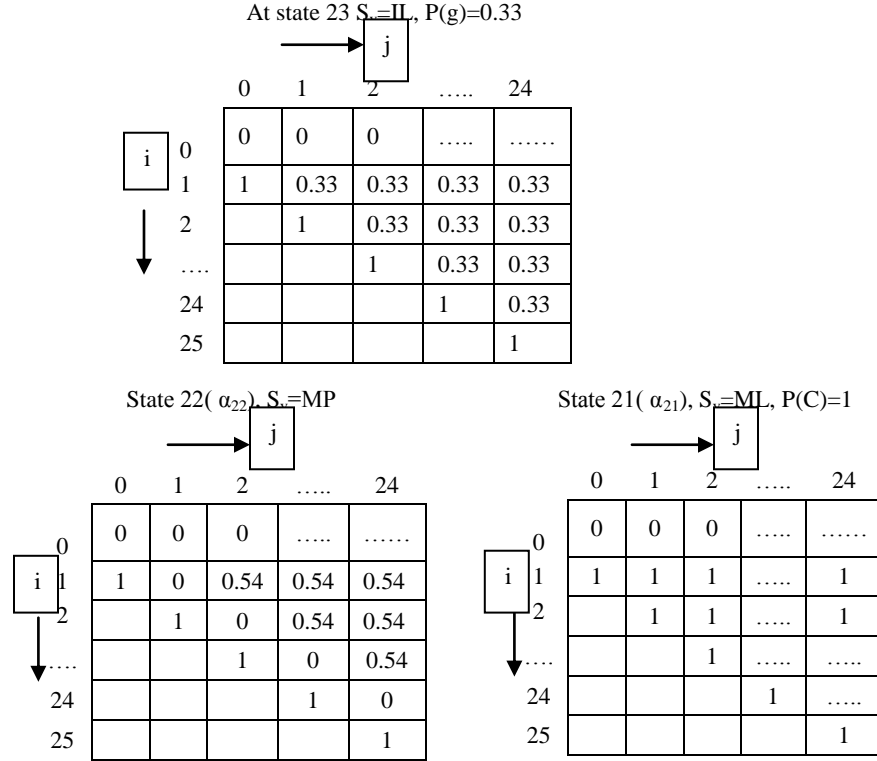 At state 23 Sᵥ=IL, P(g)=0.33
j
0 1 2 ….. 24
i
0 0 0 0 ….. ……
1 1 0.33 0.33 0.33 0.33
2 1 0.33 0.33 0.33
…. 1 0.33 0.33
24 1 0.33
25 1
State 22( α₂₂), Sᵥ=MP
j
0 1 2 ….. 24
i
0 0 0 0 ….. ……
1 1 0 0.54 0.54 0.54
2 1 0 0.54 0.54
…. 1 0 0.54
24 1 0
25 1
State 21( α₂₁), Sᵥ=ML, P(C)=1
j
0 1 2 ….. 24
i
0 0 0 0 ….. ……
1 1 1 1 ….. 1
2 1 1 ….. 1
…. 1 ….. …..
24 1 …..
25 1